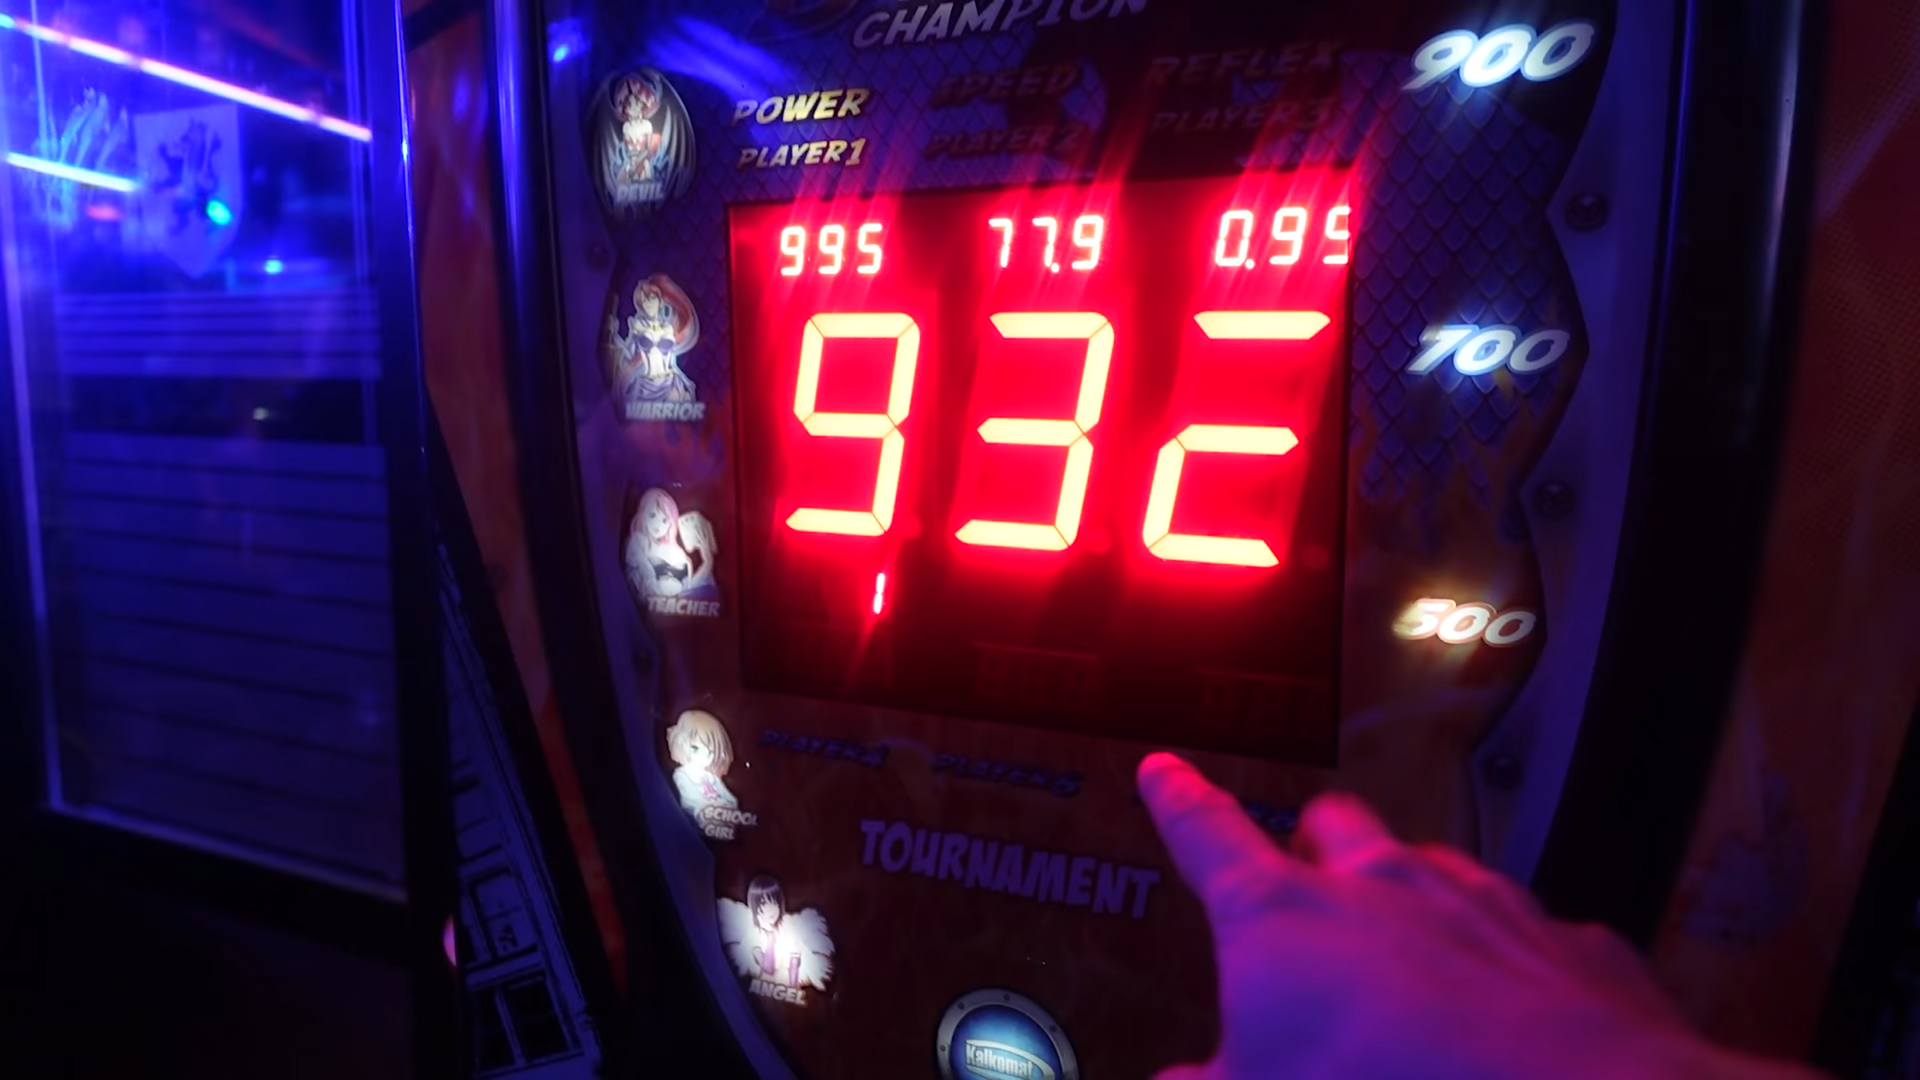 CHAMPION
900
POWER SPEED REFLEX
PLAYER1 PLAYER2 PLAYER3
DEVIL
995 77.9 0.95
700
WARRIOR
500
TEACHER
1
PLAYER4 PLAYER5
SCHOOL
GIRL
TOURNAMENT
ANGEL
Kalkomat